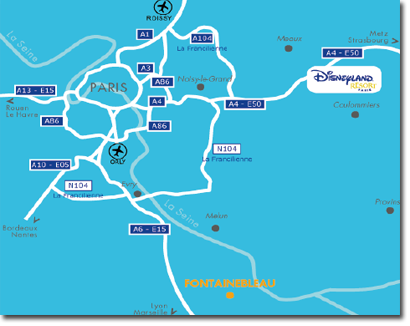 ROISSY
A1
A104
La Francilienne
Meaux
Metz
Strasbourg
A4 - E50
La Seine
A3
A86
Noisy-le-Grand
DISNEYLAND
RESORT
PARIS
A13 - E15
PARIS
A4
A4 - E50
Rouen
Le Havre
Coulommiers
A86
A86
ORLY
N104
La Francilienne
A10 - E05
N104
La Francilienne
Evry
La Seine
Provins
Melun
Bordeaux
Nantes
A6 - E15
FONTAINEBLEAU
Lyon
Marseille